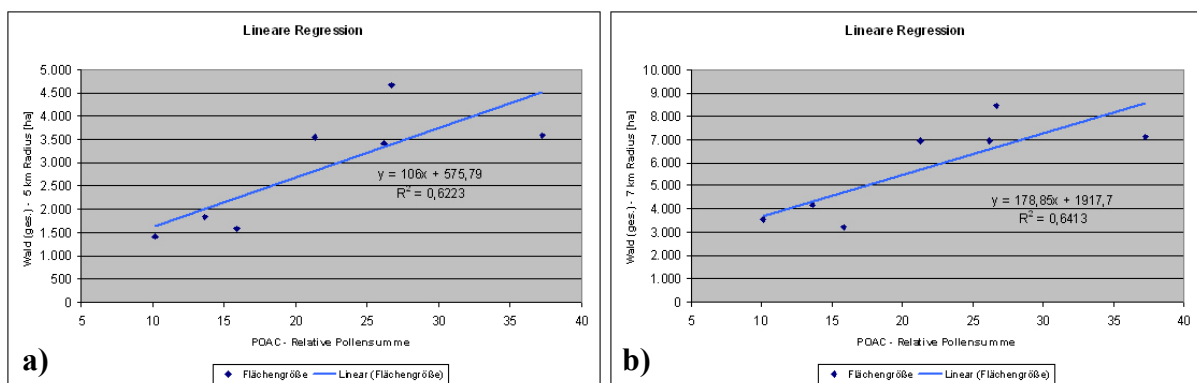 Lineare Regression
Wald (ges.) - 5 km Radius [ha]
5.000
4.500
4.000
3.500
3.000
2.500
2.000
1.500
1.000
500
0
y = 106x + 575,79
R² = 0,6223
5 10 15 20 25 30 35 40
POAC - Relative Pollensumme
a)
Flächengröße Linear (Flächengröße)
Lineare Regression
Wald (ges.) - 7 km Radius [ha]
10.000
9.000
8.000
7.000
6.000
5.000
4.000
3.000
2.000
1.000
0
y = 178,85x + 1917,7
R² = 0,6413
5 10 15 20 25 30 35 40
POAC - Relative Pollensumme
b)
Flächengröße Linear (Flächengröße)